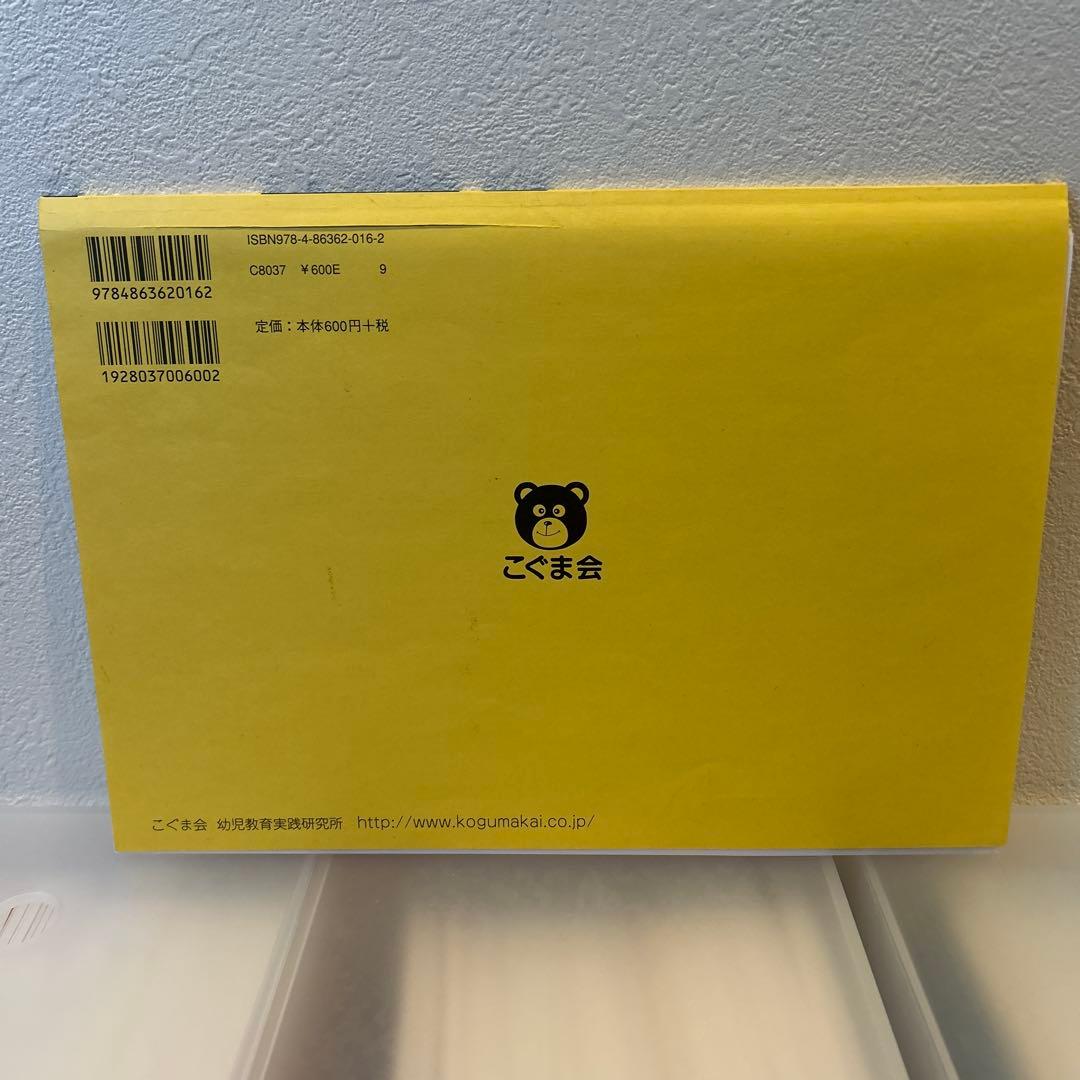 ISBN978-4-86362-016-2
C8037 ¥600E 9
9784863620162
定価：本体600円＋税
1928037006002
こぐま会
こぐま会 幼児教育実践研究所 http://www.kogumakai.co.jp/